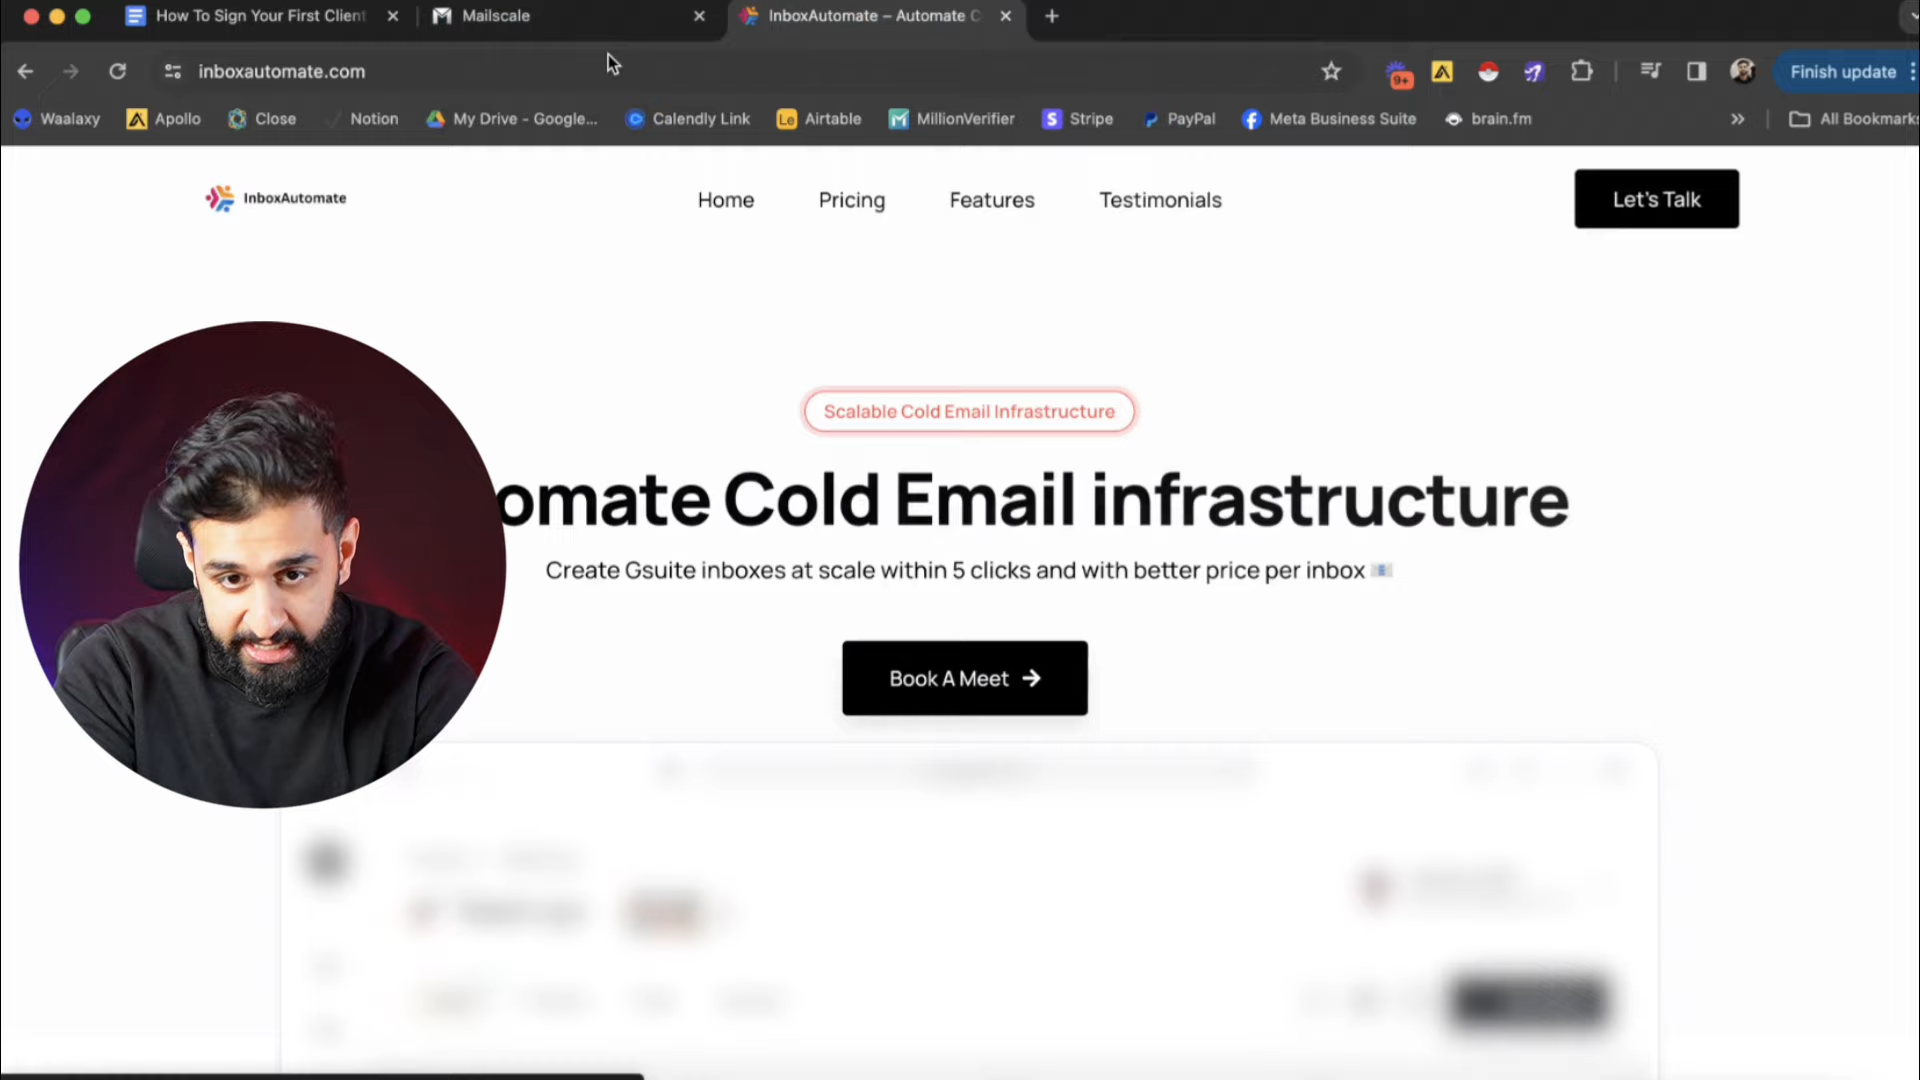 How To Sign Your First Client
Mailscale
InboxAutomate – Automate C
inboxautomate.com
9+
Finish update
Waalaxy
Apollo
Close
Notion
My Drive - Google...
Calendly Link
Le
Airtable
MillionVerifier
S
Stripe
PayPal
Meta Business Suite
brain.fm
All Bookmarks
InboxAutomate
Home
Pricing
Features
Testimonials
Let's Talk
Scalable Cold Email Infrastructure
omate Cold Email infrastructure
Create Gsuite inboxes at scale within 5 clicks and with better price per inbox
Book A Meet →